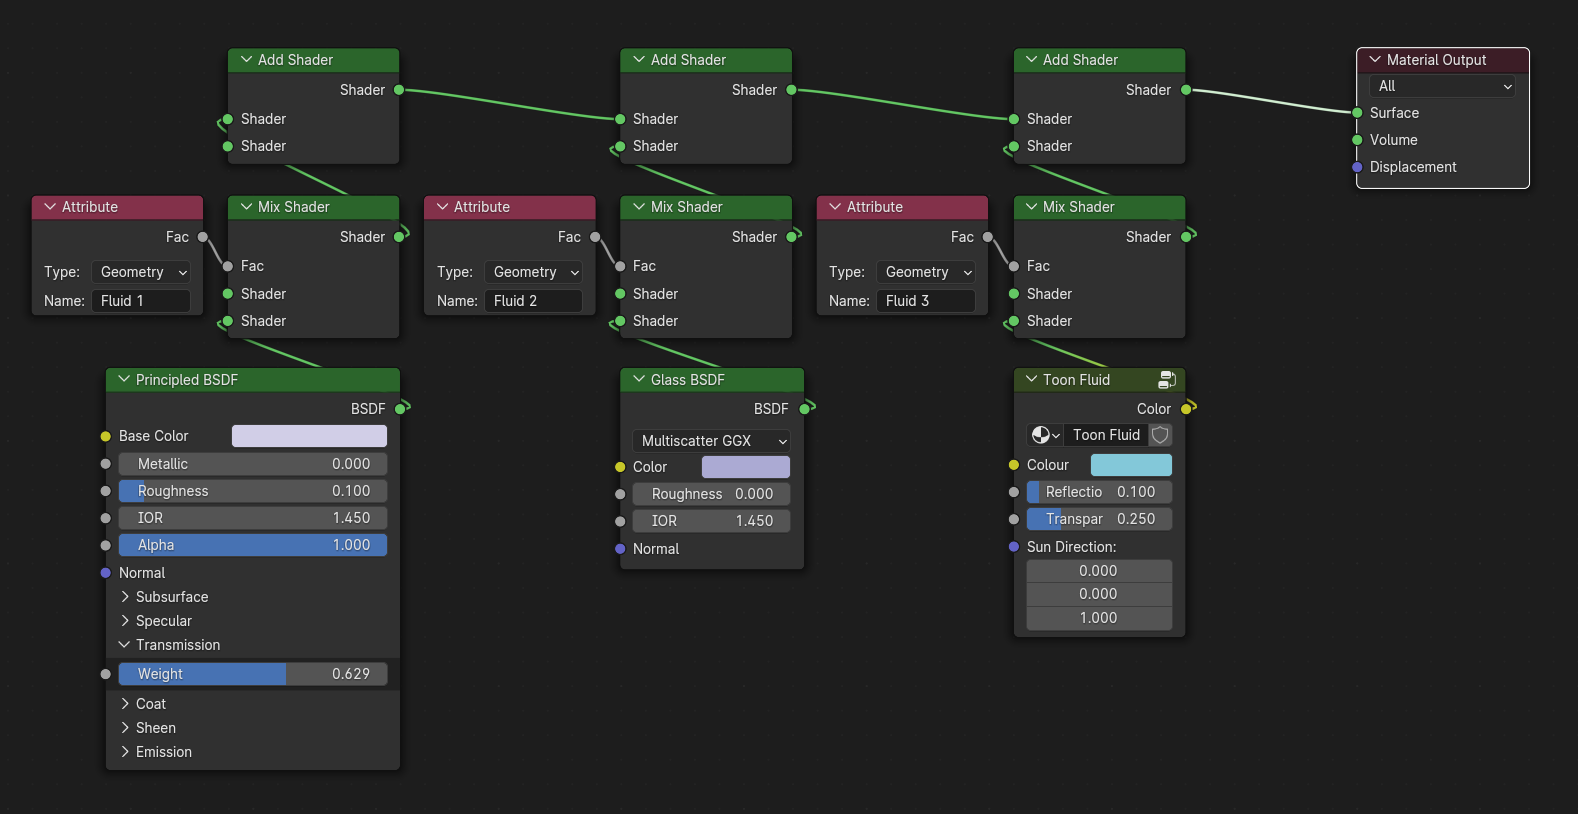 Add Shader
Shader
Shader
Shader
Add Shader
Shader
Shader
Shader
Add Shader
Shader
Shader
Shader
Material Output
All
Surface
Volume
Displacement
Attribute
Fac
Type: Geometry
Name: Fluid 1
Mix Shader
Shader
Fac
Shader
Shader
Attribute
Fac
Type: Geometry
Name: Fluid 2
Mix Shader
Shader
Fac
Shader
Shader
Attribute
Fac
Type: Geometry
Name: Fluid 3
Mix Shader
Shader
Fac
Shader
Shader
Principled BSDF
BSDF
Base Color
Metallic 0.000
Roughness 0.100
IOR 1.450
Alpha 1.000
Normal
Subsurface
Specular
Transmission
Weight 0.629
Coat
Sheen
Emission
Glass BSDF
BSDF
Multiscatter GGX
Color
Roughness 0.000
IOR 1.450
Normal
Toon Fluid
Color
Toon Fluid
Colour
Reflectio 0.100
Transpar 0.250
Sun Direction:
0.000
0.000
1.000